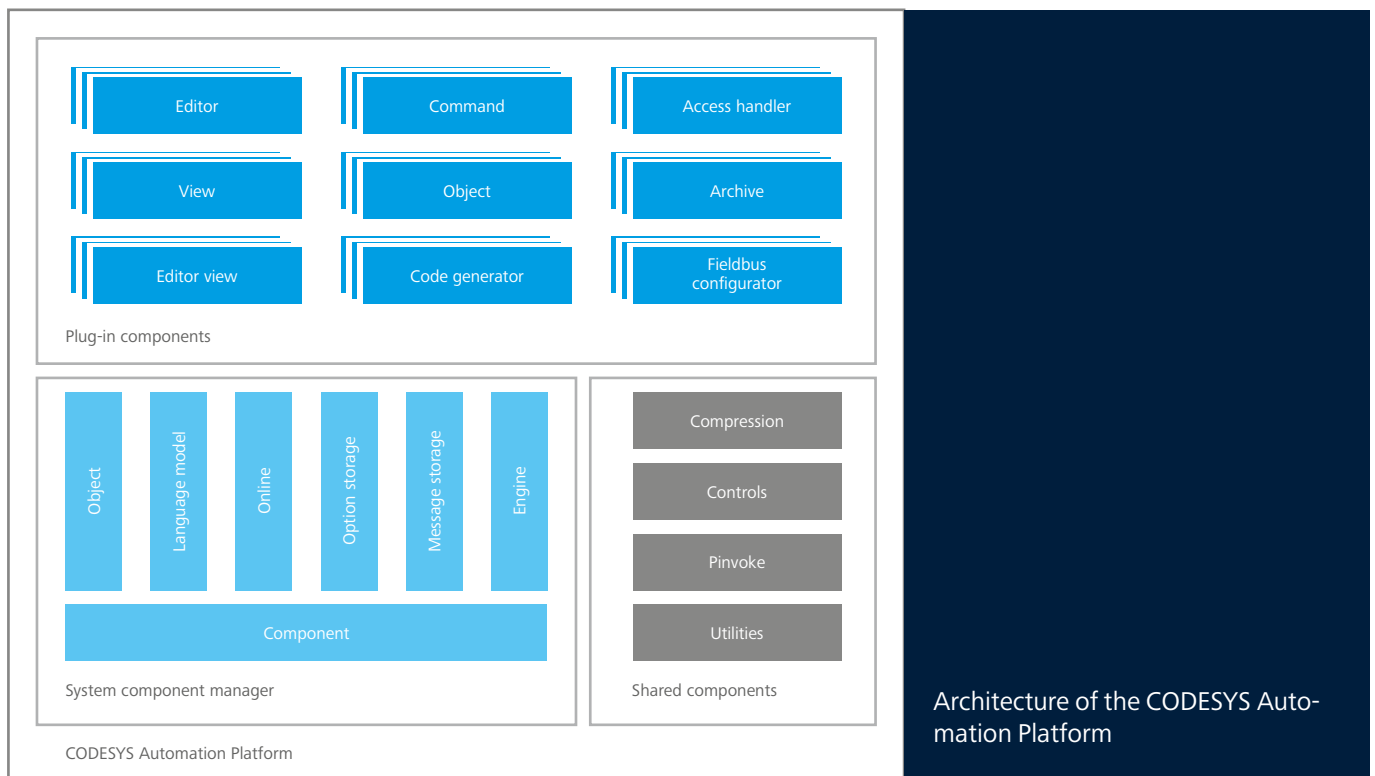 Editor
Command
Access handler
View
Object
Archive
Editor view
Code generator
Fieldbus
configurator
Plug-in components
Object
Language model
Online
Option storage
Message storage
Engine
Component
System component manager
Compression
Controls
Pinvoke
Utilities
Shared components
CODESYS Automation Platform
Architecture of the CODESYS Auto-
mation Platform